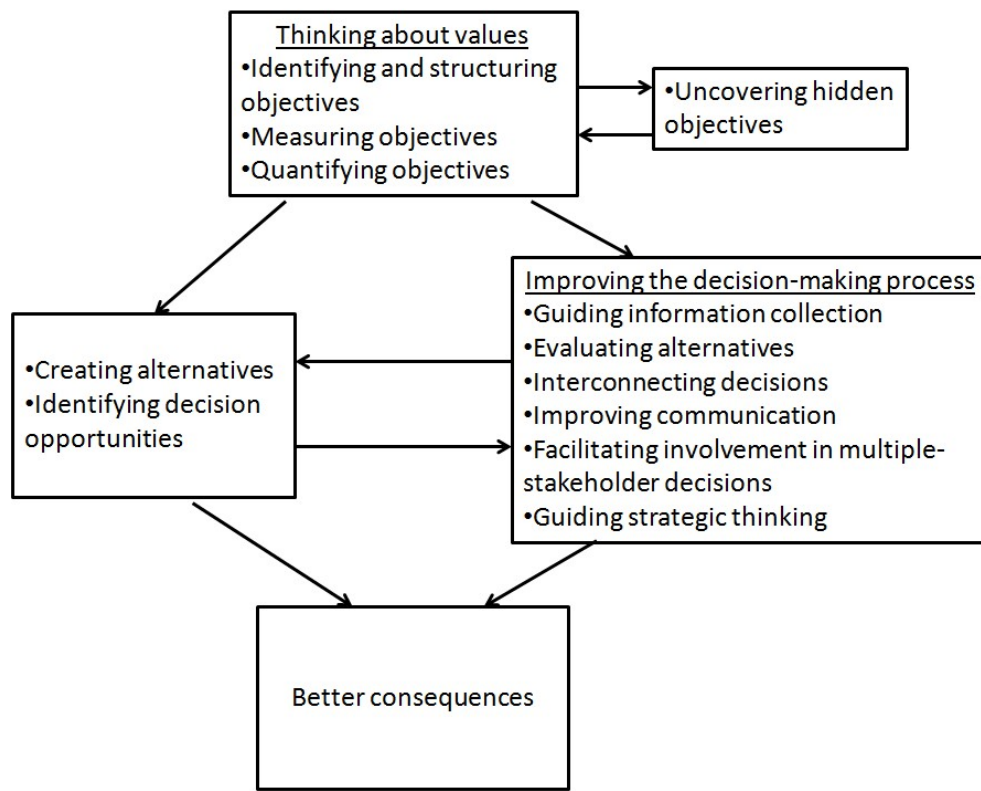 Thinking about values
•Identifying and structuring
objectives
•Measuring objectives
•Quantifying objectives
•Uncovering hidden
objectives
Improving the decision-making process
•Guiding information collection
•Evaluating alternatives
•Interconnecting decisions
•Improving communication
•Facilitating involvement in multiple-
stakeholder decisions
•Guiding strategic thinking
•Creating alternatives
•Identifying decision
opportunities
Better consequences